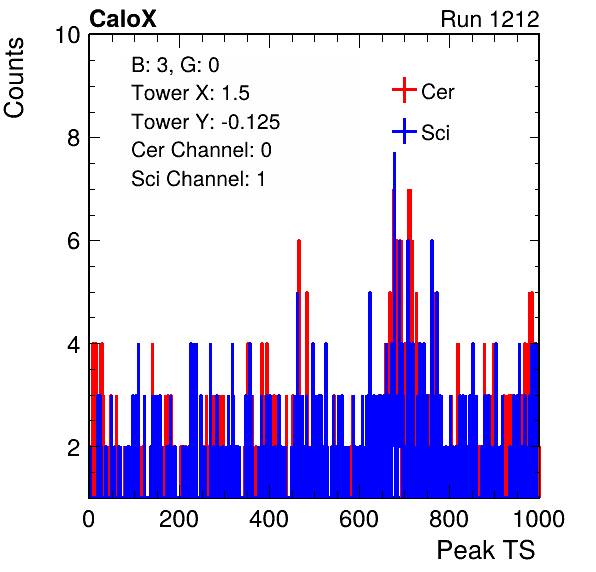 CaloX Run 1212
Counts
10
8
6
4
2
B: 3, G: 0
Tower X: 1.5
Tower Y: -0.125
Cer Channel: 0
Sci Channel: 1
Cer
Sci
0 200 400 600 800 1000
Peak TS